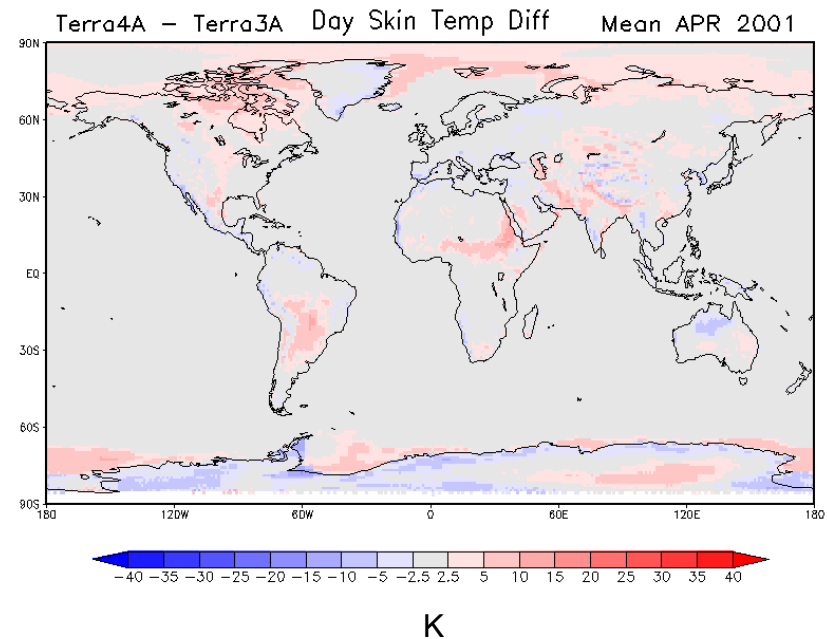 Terra4A – Terra3A Day Skin Temp Diff Mean APR 2001
90N
60N
30N
EQ
30S
60S
90S
180 120W 60W 0 60E 120E 180
-40 -35 -30 -25 -20 -15 -10 -5 -2.5 2.5 5 10 15 20 25 30 35 40
K